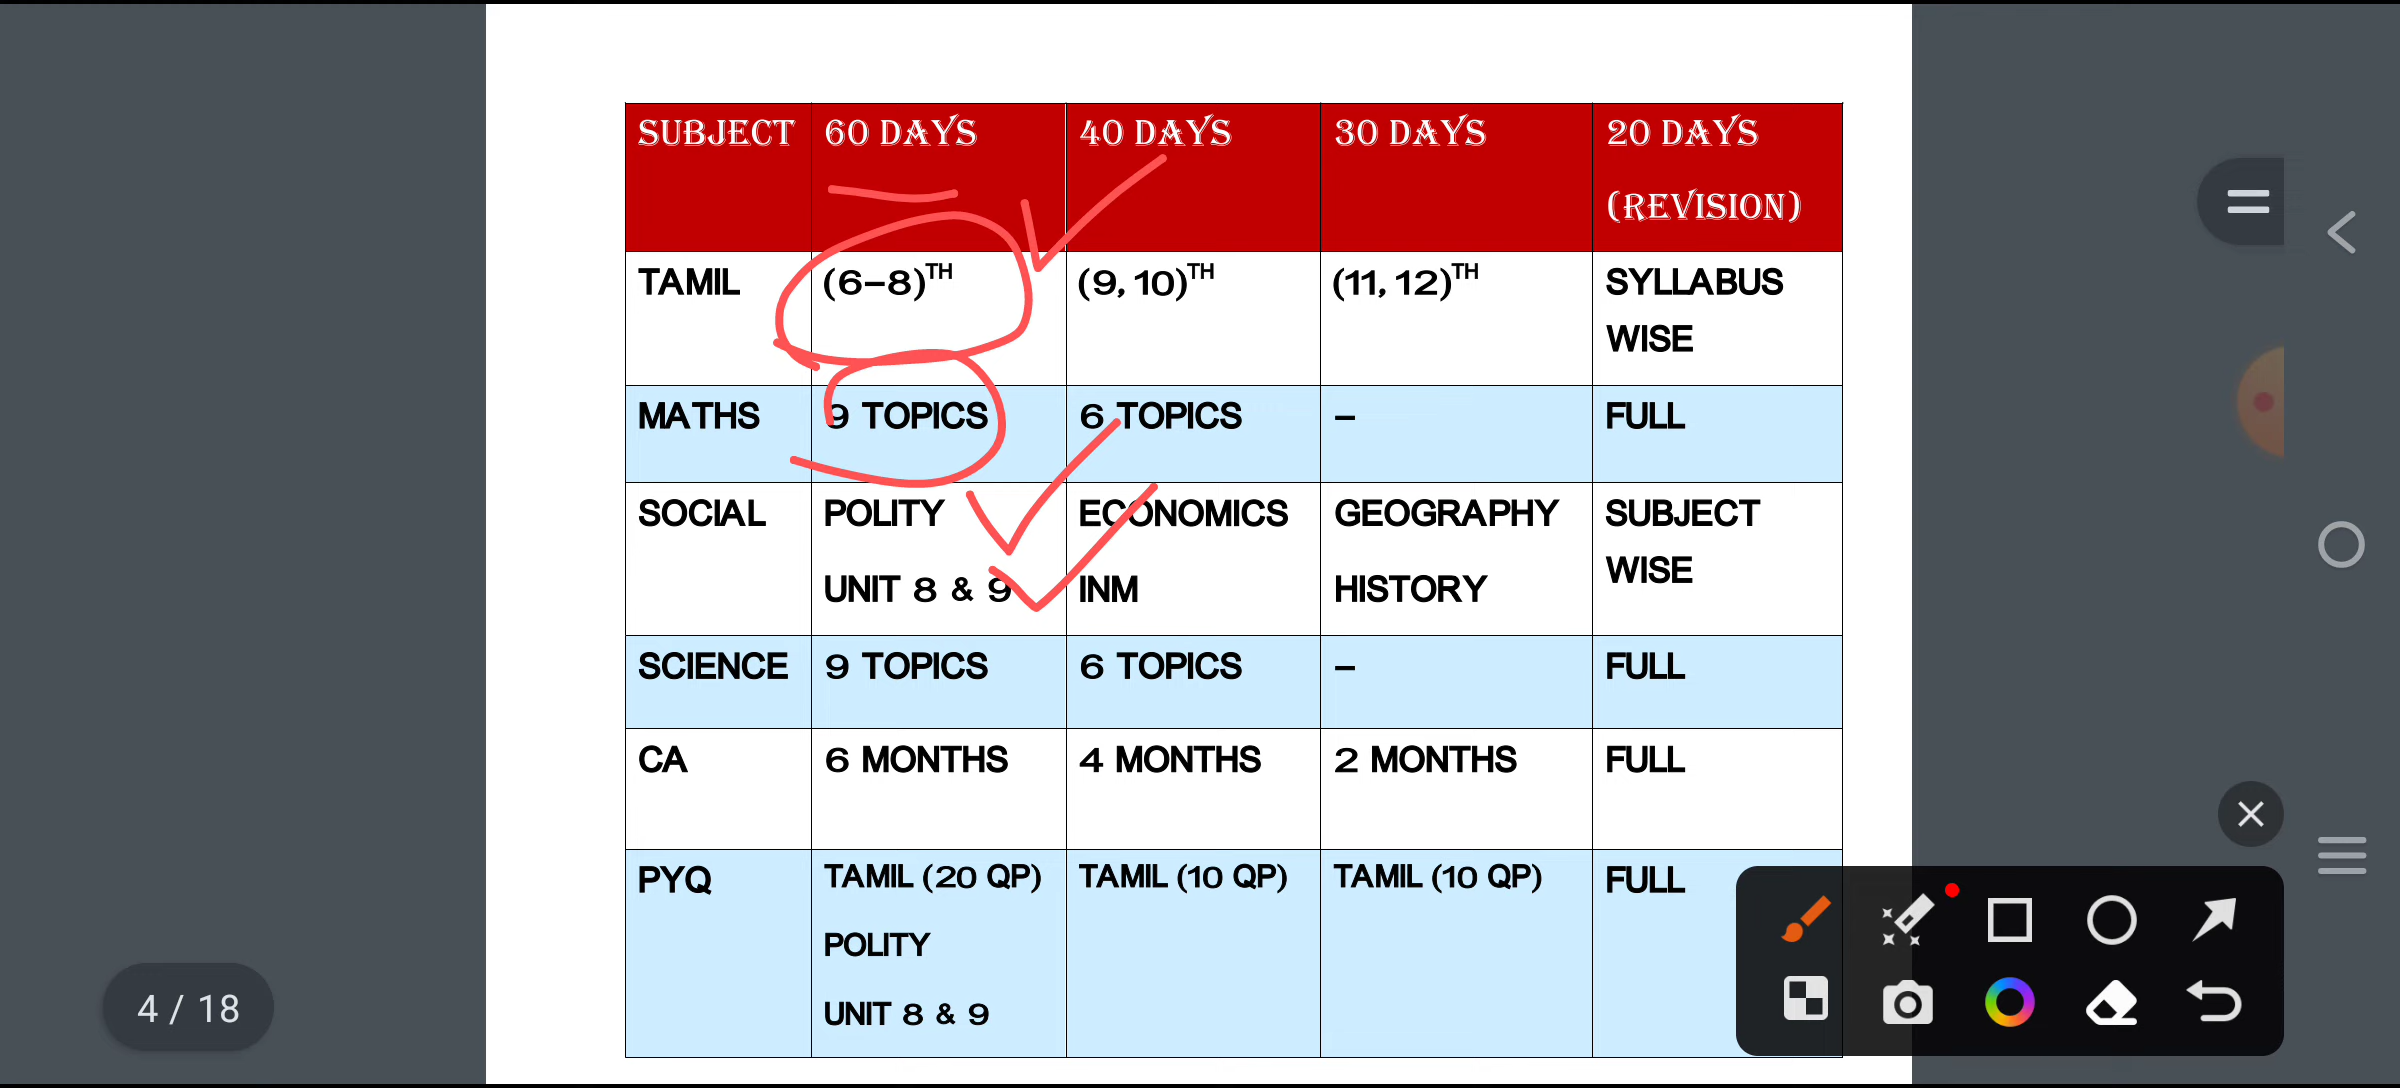 SUBJECT 60 DAYS 40 DAYS 30 DAYS 20 DAYS
(REVISION)
TAMIL (6-8)TH (9, 10)TH (11, 12)TH SYLLABUS
WISE
MATHS 9 TOPICS 6 TOPICS - FULL
SOCIAL POLITY ECONOMICS GEOGRAPHY SUBJECT
WISE
UNIT 8 & 9 INM HISTORY
SCIENCE 9 TOPICS 6 TOPICS - FULL
CA 6 MONTHS 4 MONTHS 2 MONTHS FULL
PYQ TAMIL (20 QP) TAMIL (10 QP) TAMIL (10 QP) FULL
POLITY
UNIT 8 & 9
4 / 18